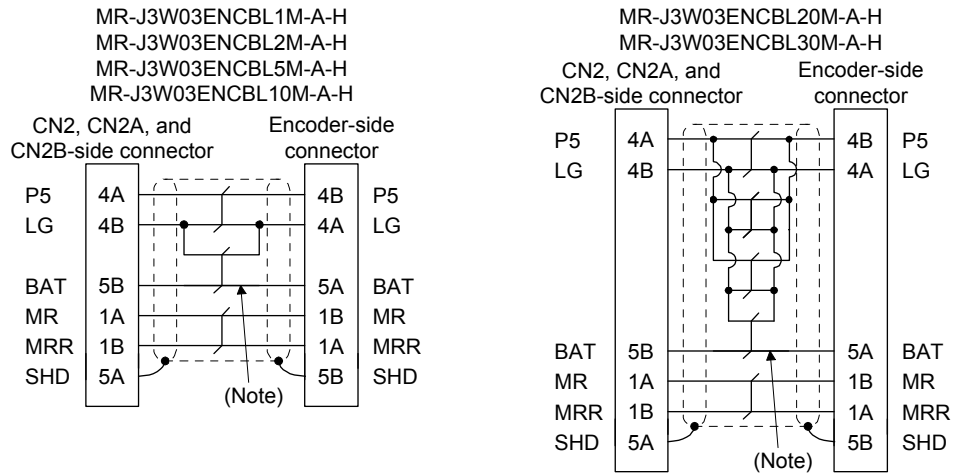 MR-J3W03ENCBL1M-A-H
MR-J3W03ENCBL2M-A-H
MR-J3W03ENCBL5M-A-H
MR-J3W03ENCBL10M-A-H
CN2, CN2A, and
CN2B-side connector
Encoder-side
connector
P5 4A 4B P5
LG 4B 4A LG
BAT 5B 5A BAT
MR 1A 1B MR
MRR 1B 1A MRR
SHD 5A 5B SHD
(Note)
MR-J3W03ENCBL20M-A-H
MR-J3W03ENCBL30M-A-H
CN2, CN2A, and
CN2B-side connector
Encoder-side
connector
P5 4A 4B P5
LG 4B 4A LG
BAT 5B 5A BAT
MR 1A 1B MR
MRR 1B 1A MRR
SHD 5A 5B SHD
(Note)